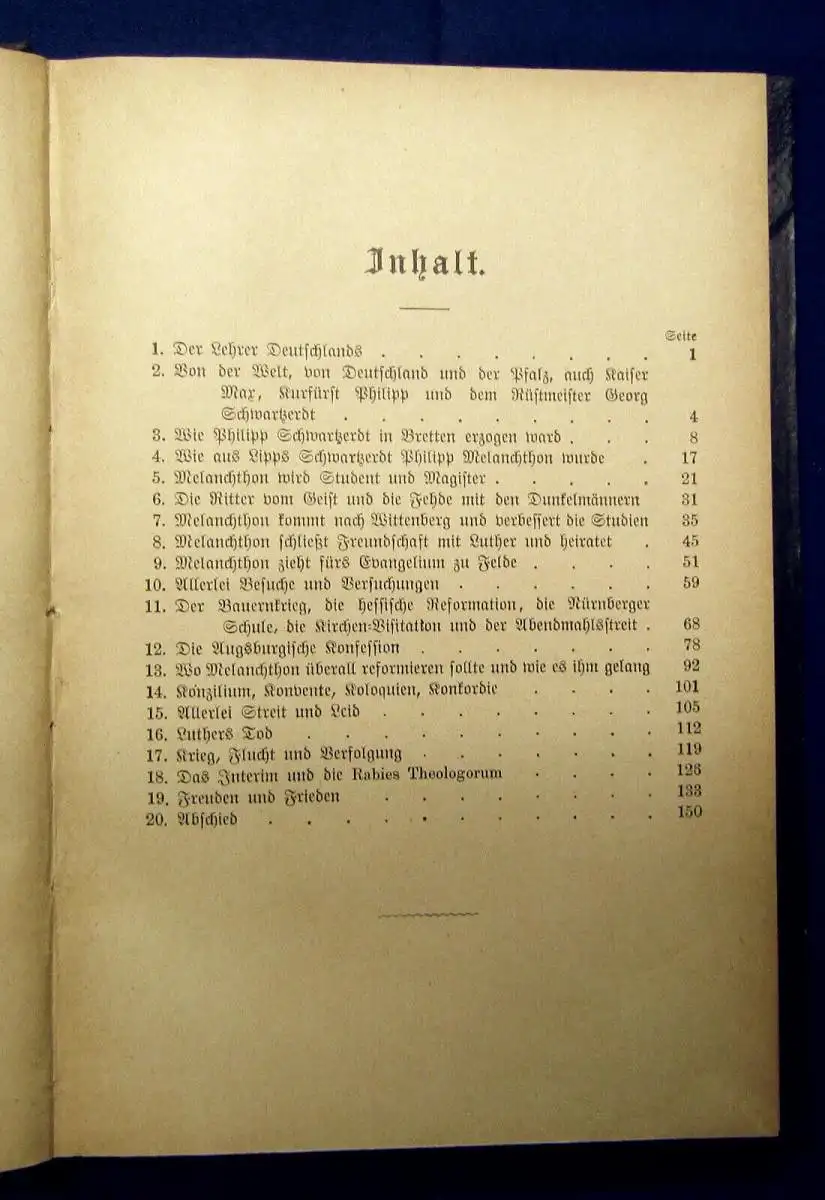 Inhalt.
Seite
1. Der Lehrer Deutschlands . . . . . . . . 1
2. Von der Welt, von Deutschland und der Pfalz, auch Kaiser
Max, Kurfürst Philipp und dem Rüstmeister Georg
Schwartzerdt . . . . . . . . 4
3. Wie Philipp Schwartzerdt in Bretten erzogen ward . . . 8
4. Wie aus Lipps Schwartzerdt Philipp Melanchthon wurde . 17
5. Melanchthon wird Student und Magister . . . . . 21
6. Die Ritter vom Geist und die Fehde mit den Dunkelmännern 31
7. Melanchthon kommt nach Wittenberg und verbessert die Studien 35
8. Melanchthon schließt Freundschaft mit Luther und heiratet . 45
9. Melanchthon zieht fürs Evangelium zu Felde . . . . 51
10. Allerlei Besuche und Versuchungen . . . . . . 59
11. Der Bauernkrieg, die hessische Reformation, die Nürnberger
Schule, die Kirchen-Visitation und der Abendmahlsstreit . 68
12. Die Augsburgische Konfession . . . . . . . 78
13. Wo Melanchthon überall reformieren sollte und wie es ihm gelang 92
14. Konzilium, Konvente, Koloquien, Konkordie . . . . 101
15. Allerlei Streit und Leid . . . . . . . . 105
16. Luthers Tod . . . . . . . . . . 112
17. Krieg, Flucht und Verfolgung . . . . . . . 119
18. Das Interim und die Rabies Theologorum . . . . 126
19. Freuden und Frieden . . . . . . . . 133
20. Abschied . . . . . . . . . . . 150